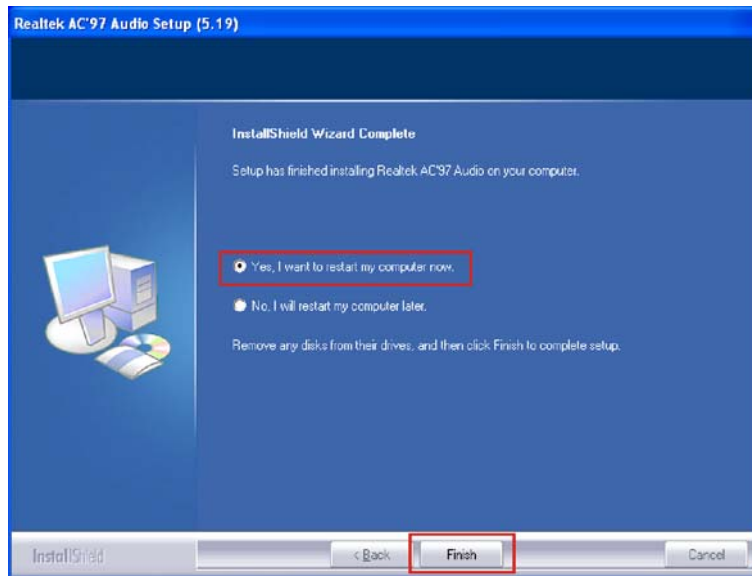 Realtek AC'97 Audio Setup (5.19)
InstallShield Wizard Complete
Setup has finished installing Realtek AC'97 Audio on your computer.
Yes, I want to restart my computer now.
No, I will restart my computer later.
Remove any disks from their drives, and then click Finish to complete setup.
InstallShield
< Back Finish Cancel